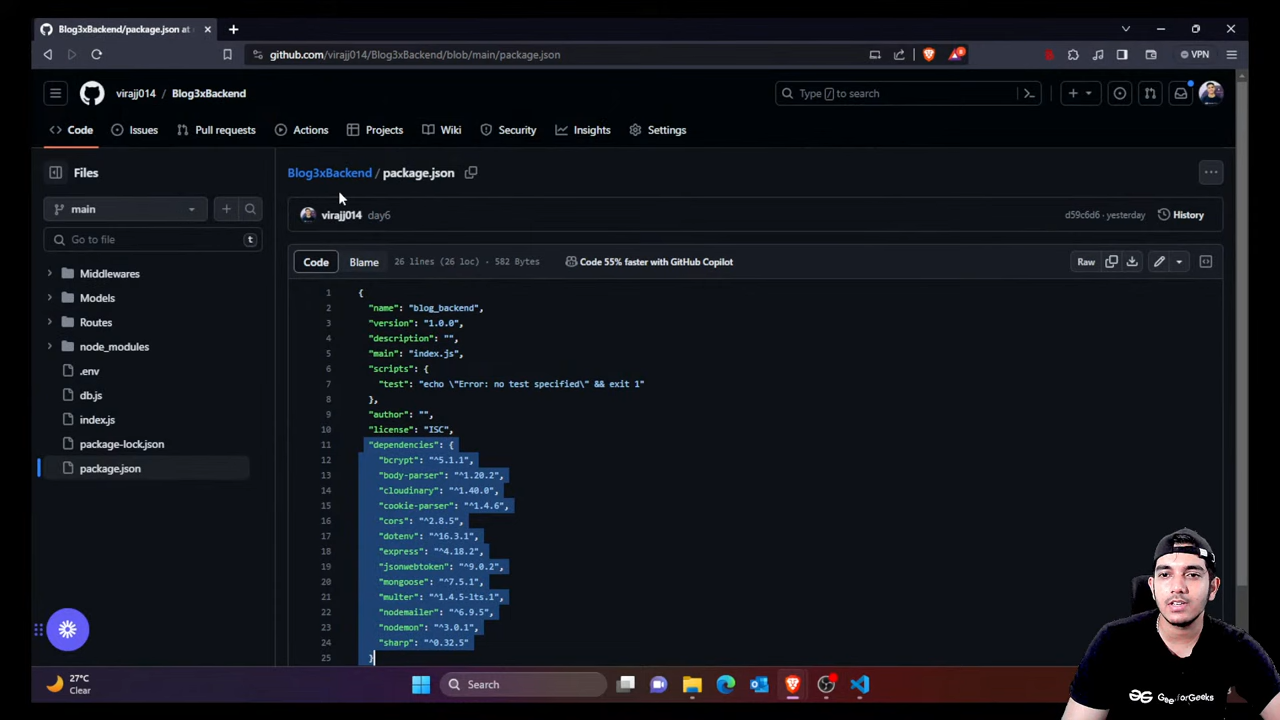 Blog3xBackend/package.json at
github.com/virajj014/Blog3xBackend/blob/main/package.json
VPN
virajj014 / Blog3xBackend
Type / to search
Code
Issues
Pull requests
Actions
Projects
Wiki
Security
Insights
Settings
Files
Blog3xBackend / package.json
main
virajj014 day6
d59c6d6 · yesterday
History
Go to file
t
Code
Blame
26 lines (26 loc) · 582 Bytes
Code 55% faster with GitHub Copilot
Raw
Middlewares
Models
Routes
node_modules
.env
db.js
index.js
package-lock.json
package.json
1 {
2 "name": "blog_backend",
3 "version": "1.0.0",
4 "description": "",
5 "main": "index.js",
6 "scripts": {
7 "test": "echo \"Error: no test specified\" && exit 1"
8 },
9 "author": "",
10 "license": "ISC",
11 "dependencies": {
12 "bcrypt": "^5.1.1",
13 "body-parser": "^1.20.2",
14 "cloudinary": "^1.40.0",
15 "cookie-parser": "^1.4.6",
16 "cors": "^2.8.5",
17 "dotenv": "^16.3.1",
18 "express": "^4.18.2",
19 "jsonwebtoken": "^9.0.2",
20 "mongoose": "^7.5.1",
21 "multer": "^1.4.5-lts.1",
22 "nodemailer": "^6.9.5",
23 "nodemon": "^3.0.1",
24 "sharp": "^0.32.5"
25 }
27°C
Clear
Search